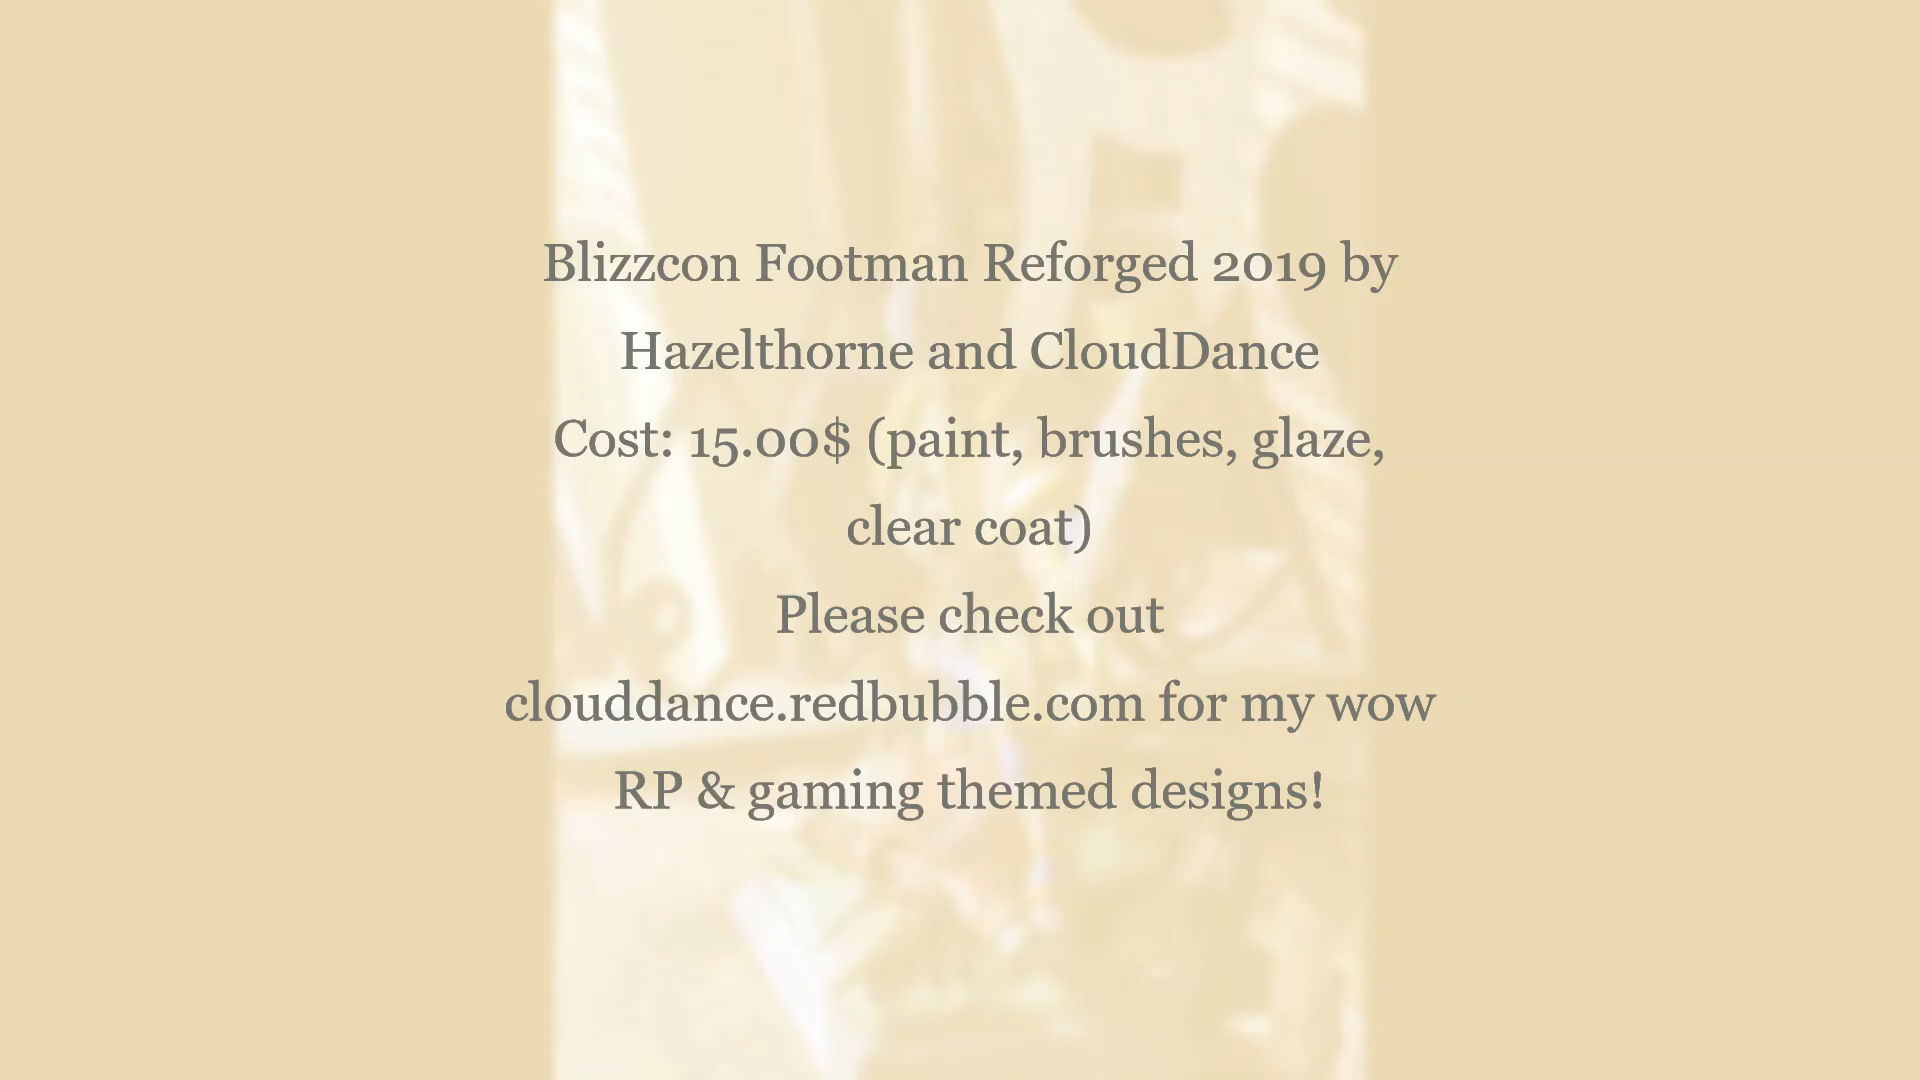 Blizzcon Footman Reforged 2019 by
Hazelthorne and CloudDance
Cost: 15.00$ (paint, brushes, glaze,
clear coat)
Please check out
clouddance.redbubble.com for my wow
RP & gaming themed designs!